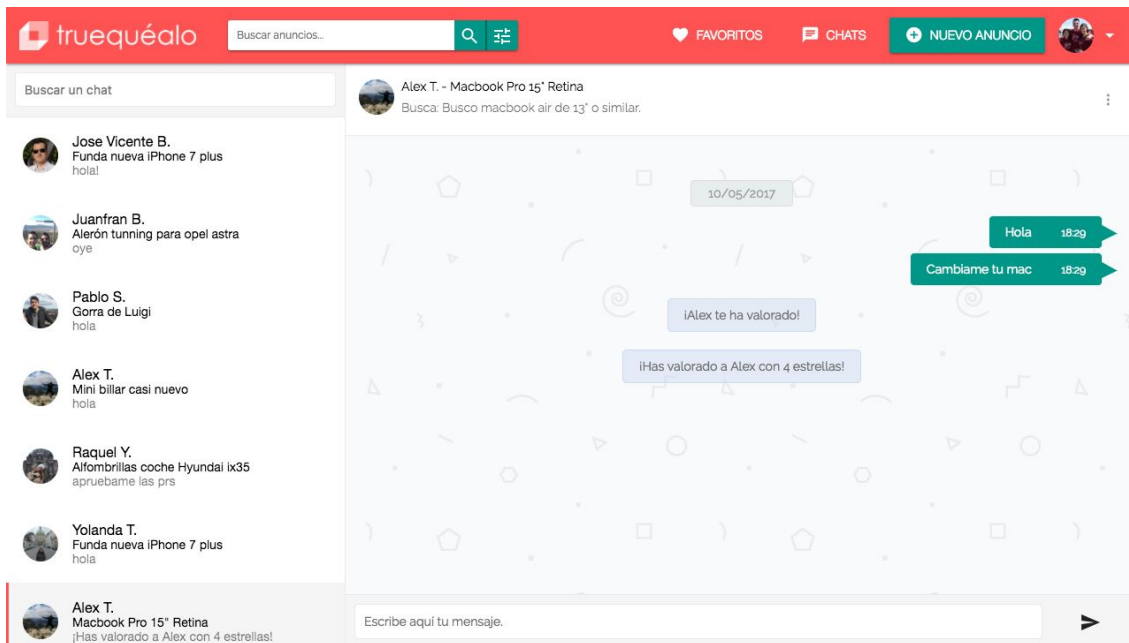 truequéalo
Buscar anuncios...
FAVORITOS
CHATS
NUEVO ANUNCIO
Buscar un chat
Jose Vicente B.
Funda nueva iPhone 7 plus
hola!
Juanfran B.
Alerón tunning para opel astra
oye
Pablo S.
Gorra de Luigi
hola
Alex T.
Mini billar casi nuevo
hola
Raquel Y.
Alfombrillas coche Hyundai ix35
apruebame las prs
Yolanda T.
Funda nueva iPhone 7 plus
hola
Alex T.
Macbook Pro 15" Retina
¡Has valorado a Alex con 4 estrellas!
Alex T. - Macbook Pro 15" Retina
Busca: Busco macbook air de 13" o similar.
10/05/2017
Hola 18:29
Cambiame tu mac 18:29
¡Alex te ha valorado!
¡Has valorado a Alex con 4 estrellas!
Escribe aquí tu mensaje.